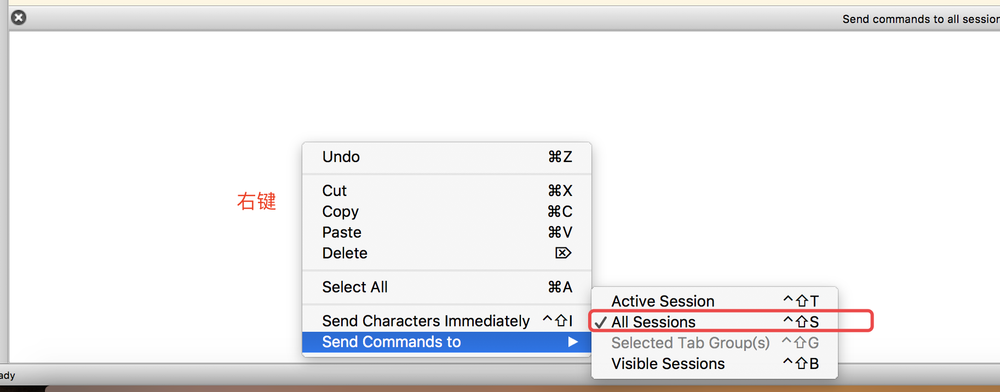 Send commands to all session
右键
Undo ⌘Z
Cut ⌘X
Copy ⌘C
Paste ⌘V
Delete ⌦
Select All ⌘A
Send Characters Immediately ^⇧I
Send Commands to ▶
Active Session ^⇧T
✓ All Sessions ^⇧S
Selected Tab Group(s) ^⇧G
Visible Sessions ^⇧B
ady